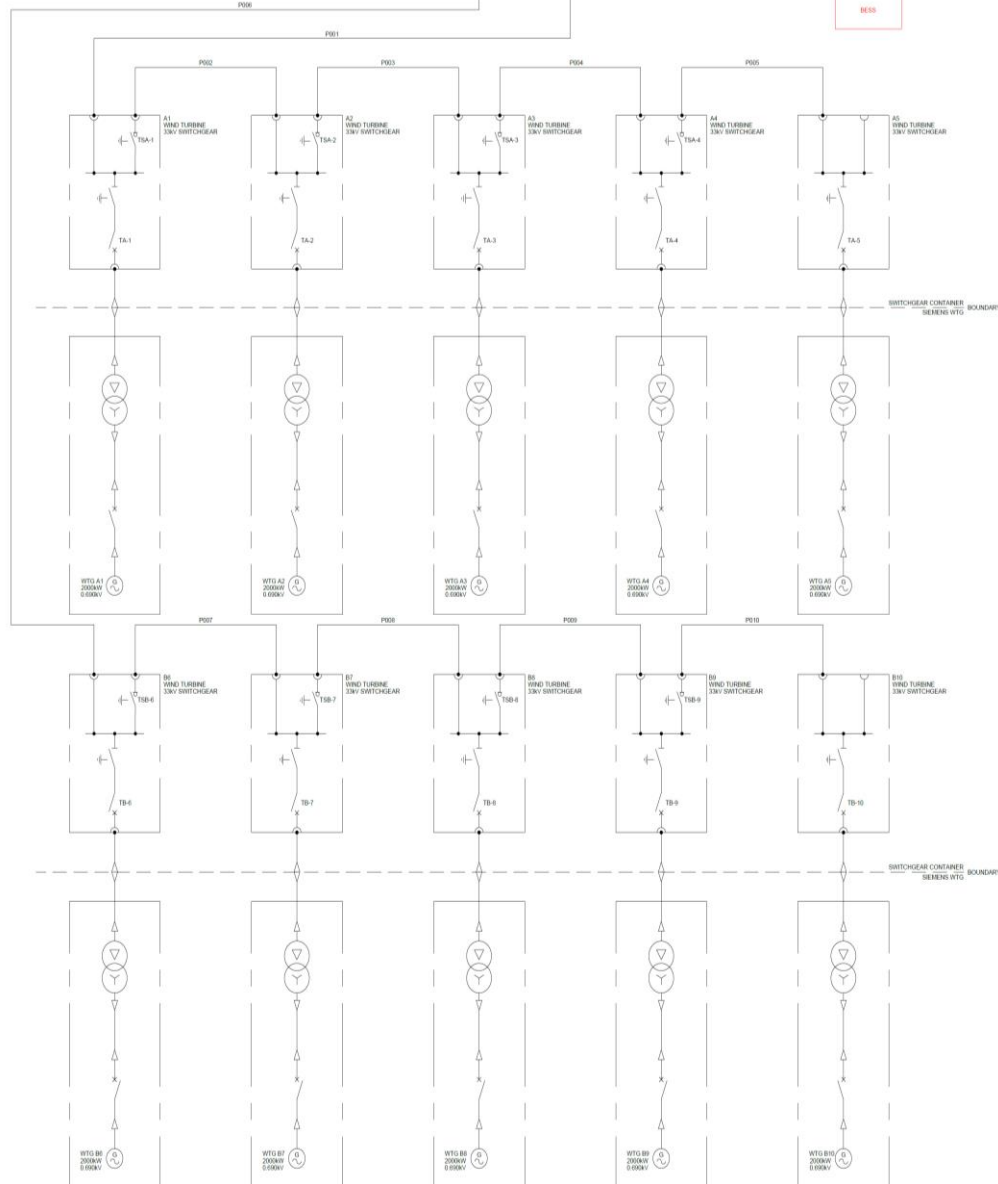 P006
BESS
P001
P002
P003
P004
P005
A1
WIND TURBINE
33kV SWITCHGEAR
TSA-1
A2
WIND TURBINE
33kV SWITCHGEAR
TSA-2
A3
WIND TURBINE
33kV SWITCHGEAR
TSA-3
A4
WIND TURBINE
33kV SWITCHGEAR
TSA-4
A5
WIND TURBINE
33kV SWITCHGEAR
TA-1
TA-2
TA-3
TA-4
TA-5
SWITCHGEAR CONTAINER
BOUNDARY
SIEMENS WTG
WTG A1
2000kW
0.690kV
G
WTG A2
2000kW
0.690kV
G
WTG A3
2000kW
0.690kV
G
WTG A4
2000kW
0.690kV
G
WTG A5
2000kW
0.690kV
G
P007
P008
P009
P010
B6
WIND TURBINE
33kV SWITCHGEAR
TSB-6
B7
WIND TURBINE
33kV SWITCHGEAR
TSB-7
B8
WIND TURBINE
33kV SWITCHGEAR
TSB-8
B9
WIND TURBINE
33kV SWITCHGEAR
TSB-9
B10
WIND TURBINE
33kV SWITCHGEAR
TB-6
TB-7
TB-8
TB-9
TB-10
SWITCHGEAR CONTAINER
BOUNDARY
SIEMENS WTG
WTG B6
2000kW
0.690kV
G
WTG B7
2000kW
0.690kV
G
WTG B8
2000kW
0.690kV
G
WTG B9
2000kW
0.690kV
G
WTG B10
2000kW
0.690kV
G